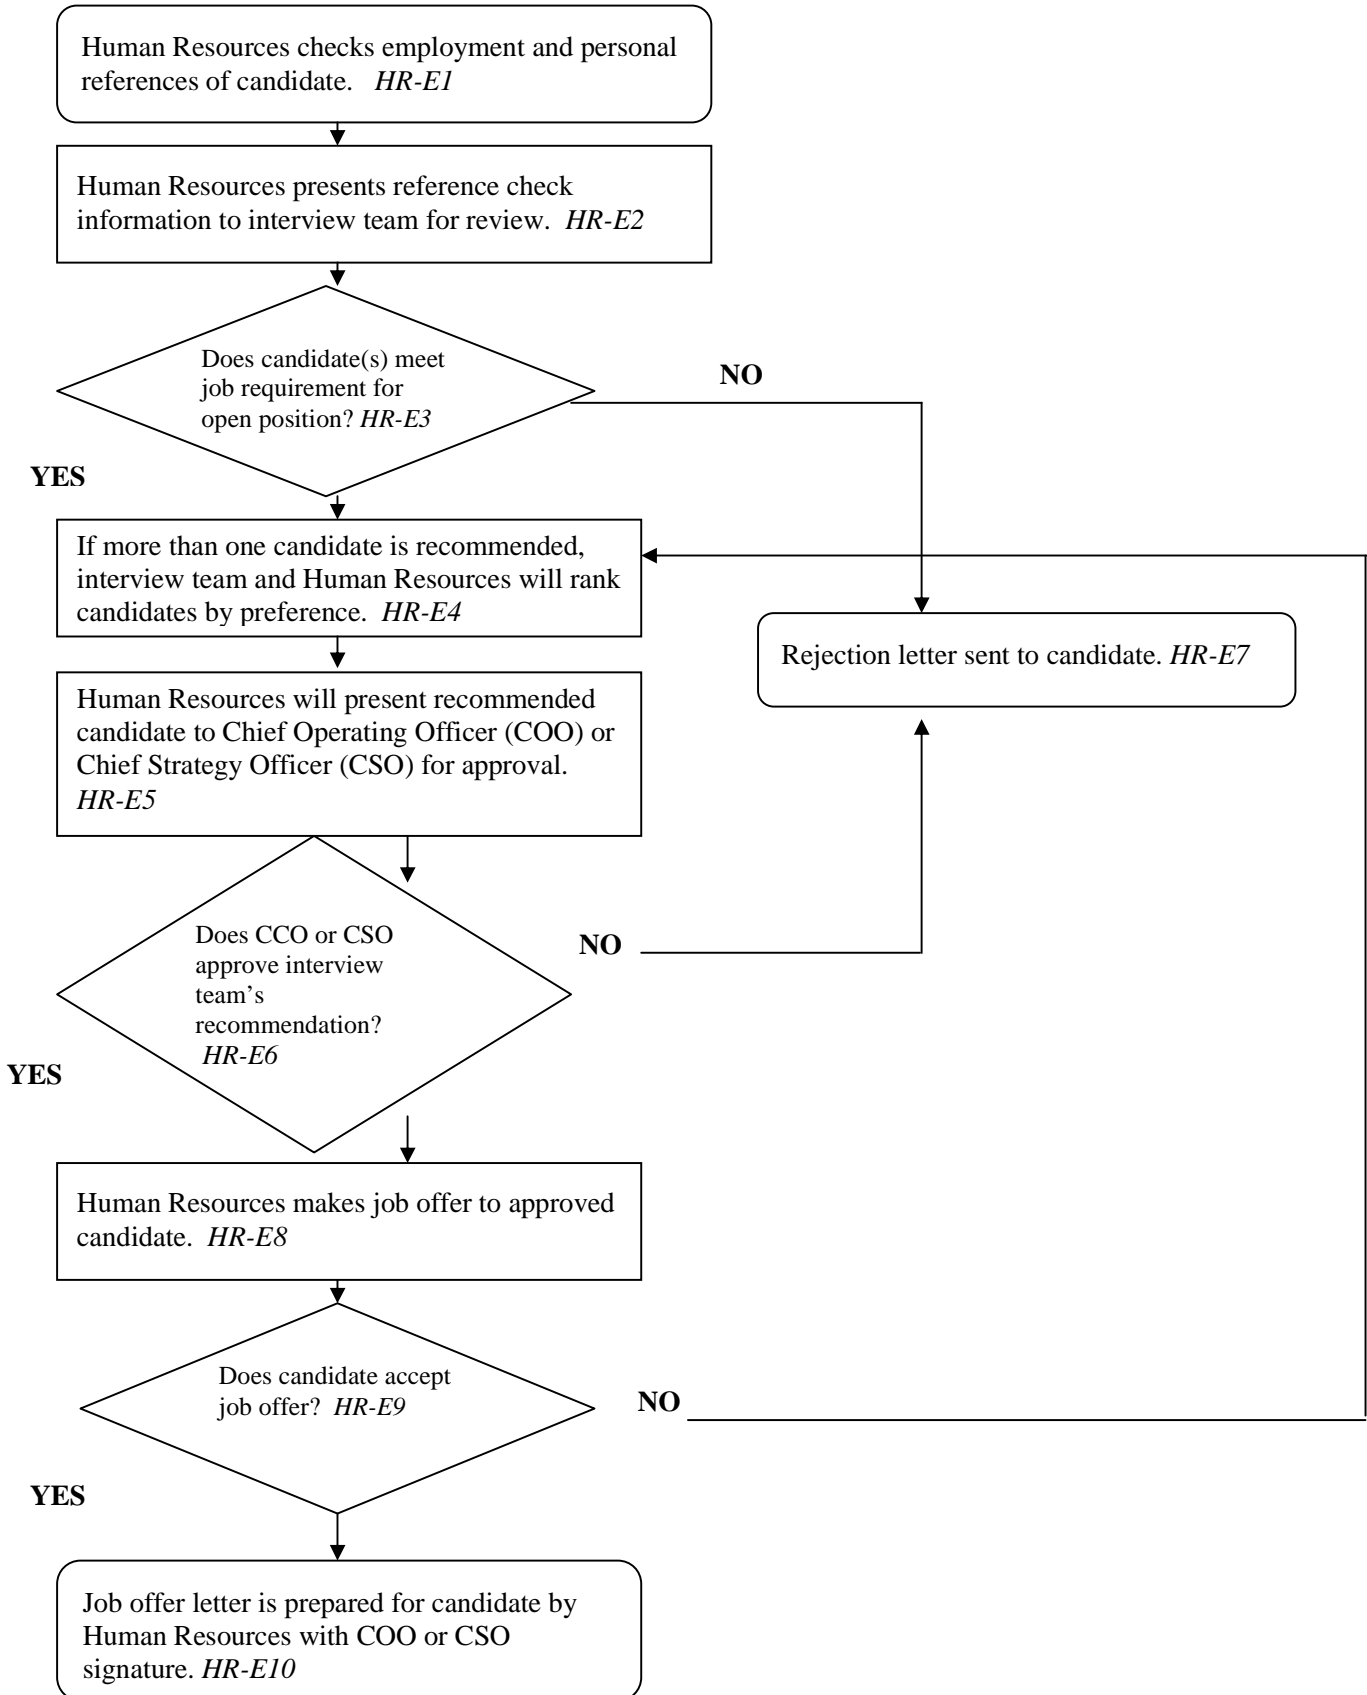 Human Resources checks employment and personal
references of candidate. HR-E1
Human Resources presents reference check
information to interview team for review. HR-E2
Does candidate(s) meet
job requirement for
open position? HR-E3
NO
YES
If more than one candidate is recommended,
interview team and Human Resources will rank
candidates by preference. HR-E4
Rejection letter sent to candidate. HR-E7
Human Resources will present recommended
candidate to Chief Operating Officer (COO) or
Chief Strategy Officer (CSO) for approval.
HR-E5
Does CCO or CSO
approve interview
team’s
recommendation?
HR-E6
NO
YES
Human Resources makes job offer to approved
candidate. HR-E8
Does candidate accept
job offer? HR-E9
NO
YES
Job offer letter is prepared for candidate by
Human Resources with COO or CSO
signature. HR-E10